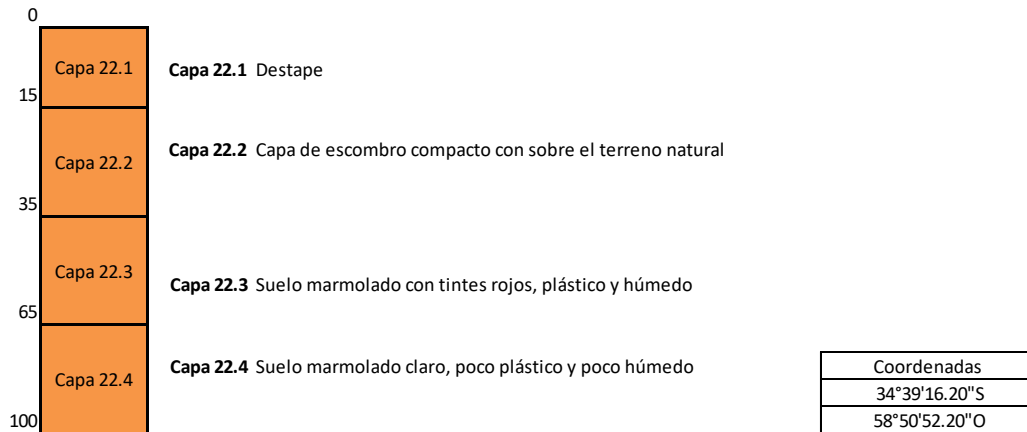 0
Capa 22.1
Capa 22.1 Destape
15
Capa 22.2
Capa 22.2 Capa de escombro compacto con sobre el terreno natural
35
Capa 22.3
Capa 22.3 Suelo marmolado con tintes rojos, plástico y húmedo
65
Capa 22.4
Capa 22.4 Suelo marmolado claro, poco plástico y poco húmedo
100
Coordenadas
34°39'16.20"S
58°50'52.20"O